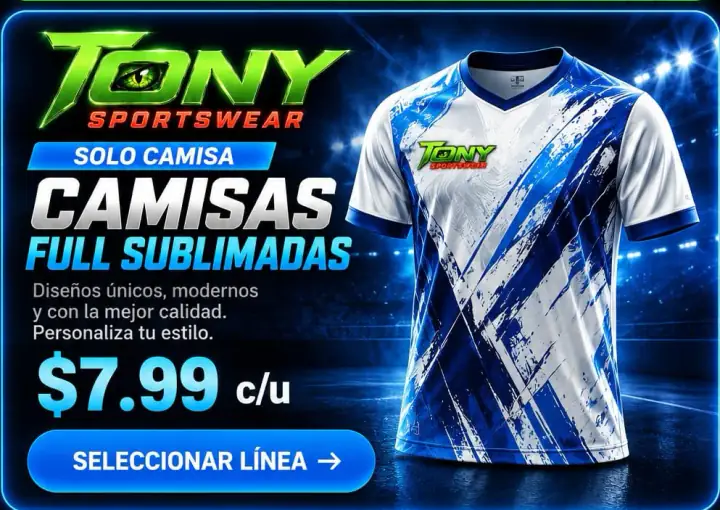 TONY
SPORTSWEAR
SOLO CAMISA
CAMISAS
FULL SUBLIMADAS
Diseños únicos, modernos
y con la mejor calidad.
Personaliza tu estilo.
$7.99 c/u
SELECCIONAR LÍNEA →
TONY
SPORTSWEAR